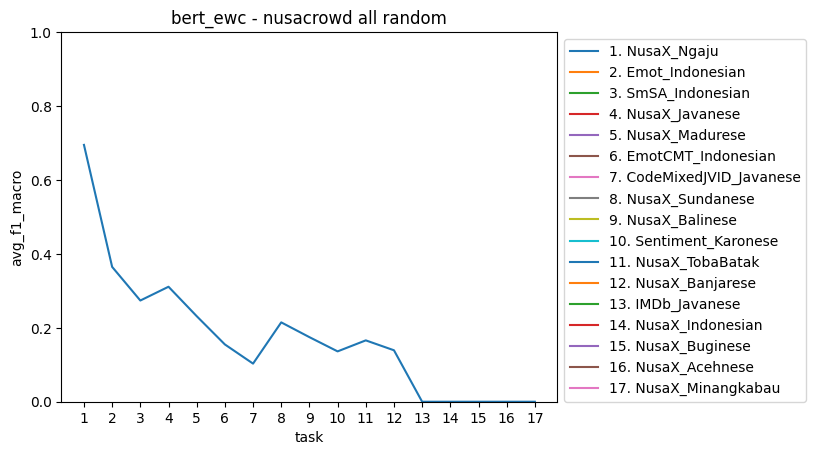 bert_ewc - nusacrowd all random
avg_f1_macro
1.0
0.8
0.6
0.4
0.2
0.0
1 2 3 4 5 6 7 8 9 10 11 12 13 14 15 16 17
task
1. NusaX_Ngaju
2. Emot_Indonesian
3. SmSA_Indonesian
4. NusaX_Javanese
5. NusaX_Madurese
6. EmotCMT_Indonesian
7. CodeMixedJVID_Javanese
8. NusaX_Sundanese
9. NusaX_Balinese
10. Sentiment_Karonese
11. NusaX_TobaBatak
12. NusaX_Banjarese
13. IMDb_Javanese
14. NusaX_Indonesian
15. NusaX_Buginese
16. NusaX_Acehnese
17. NusaX_Minangkabau